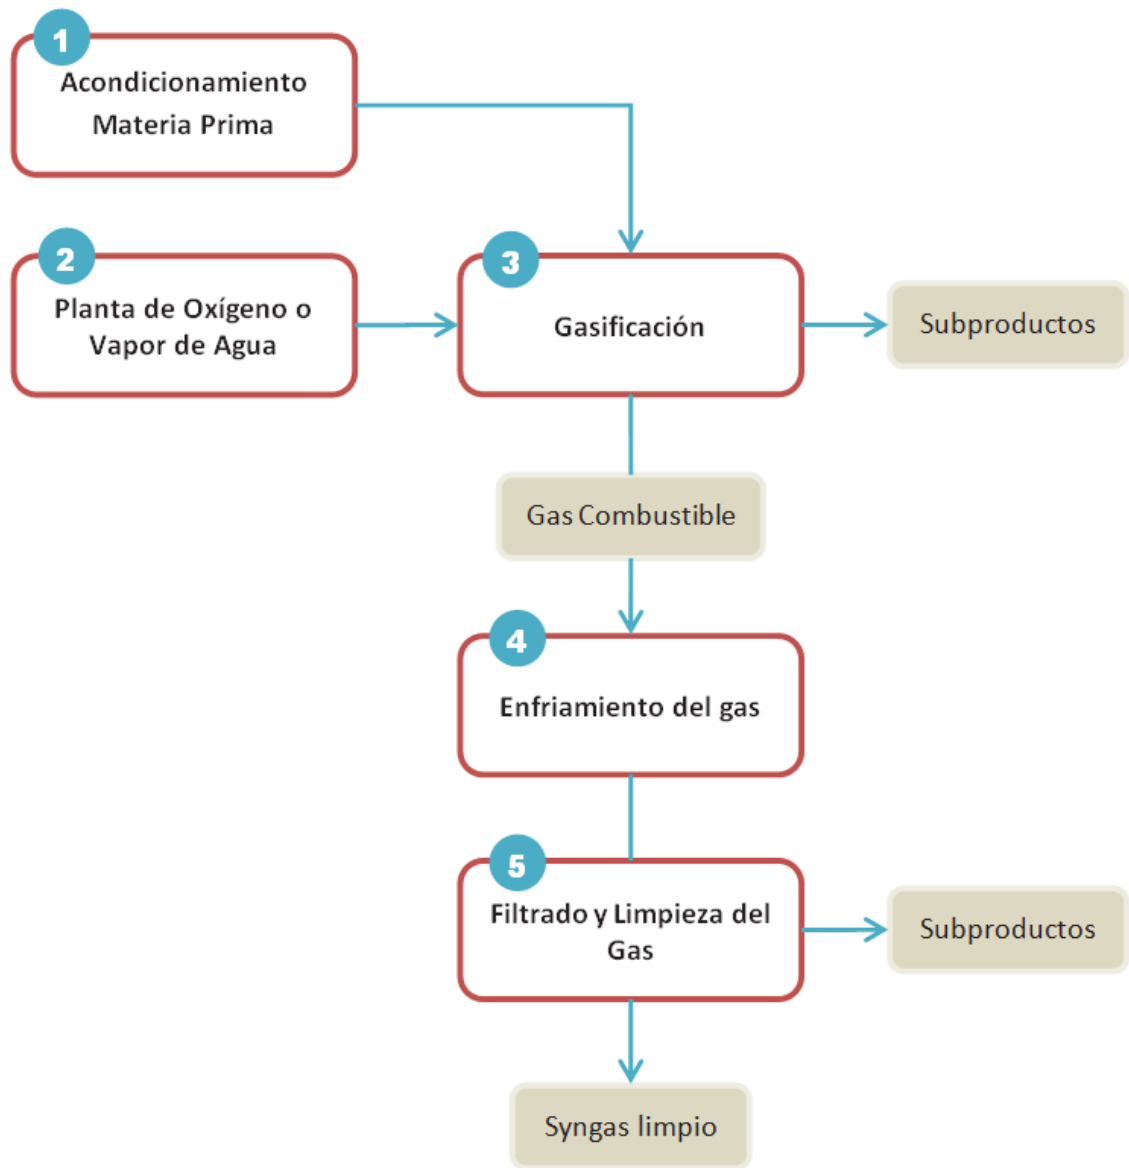 1
Acondicionamiento
Materia Prima
2
Planta de Oxígeno o
Vapor de Agua
3
Gasificación
Subproductos
Gas Combustible
4
Enfriamiento del gas
5
Filtrado y Limpieza del
Gas
Subproductos
Syngas limpio